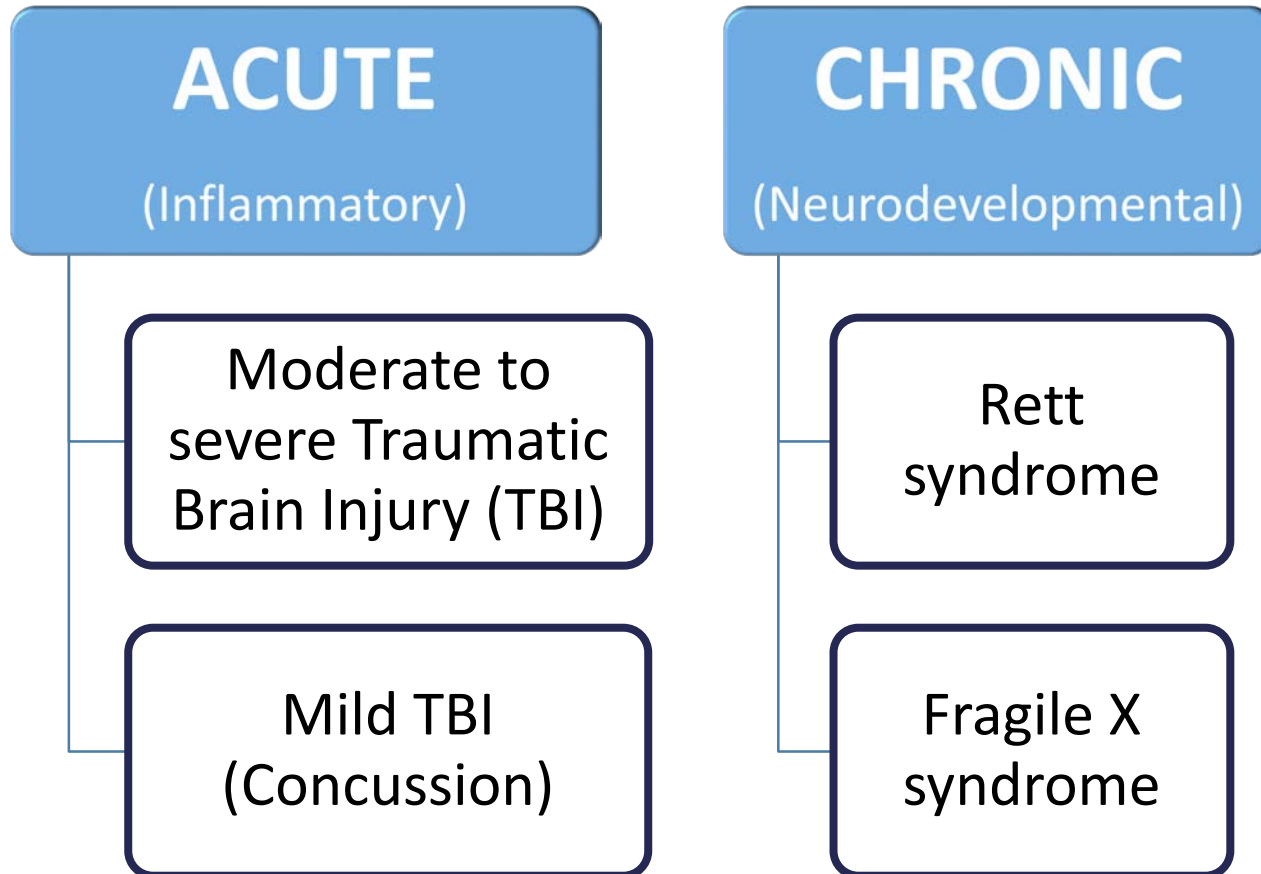 ACUTE
(Inflammatory)
Moderate to
severe Traumatic
Brain Injury (TBI)
Mild TBI
(Concussion)
CHRONIC
(Neurodevelopmental)
Rett
syndrome
Fragile X
syndrome